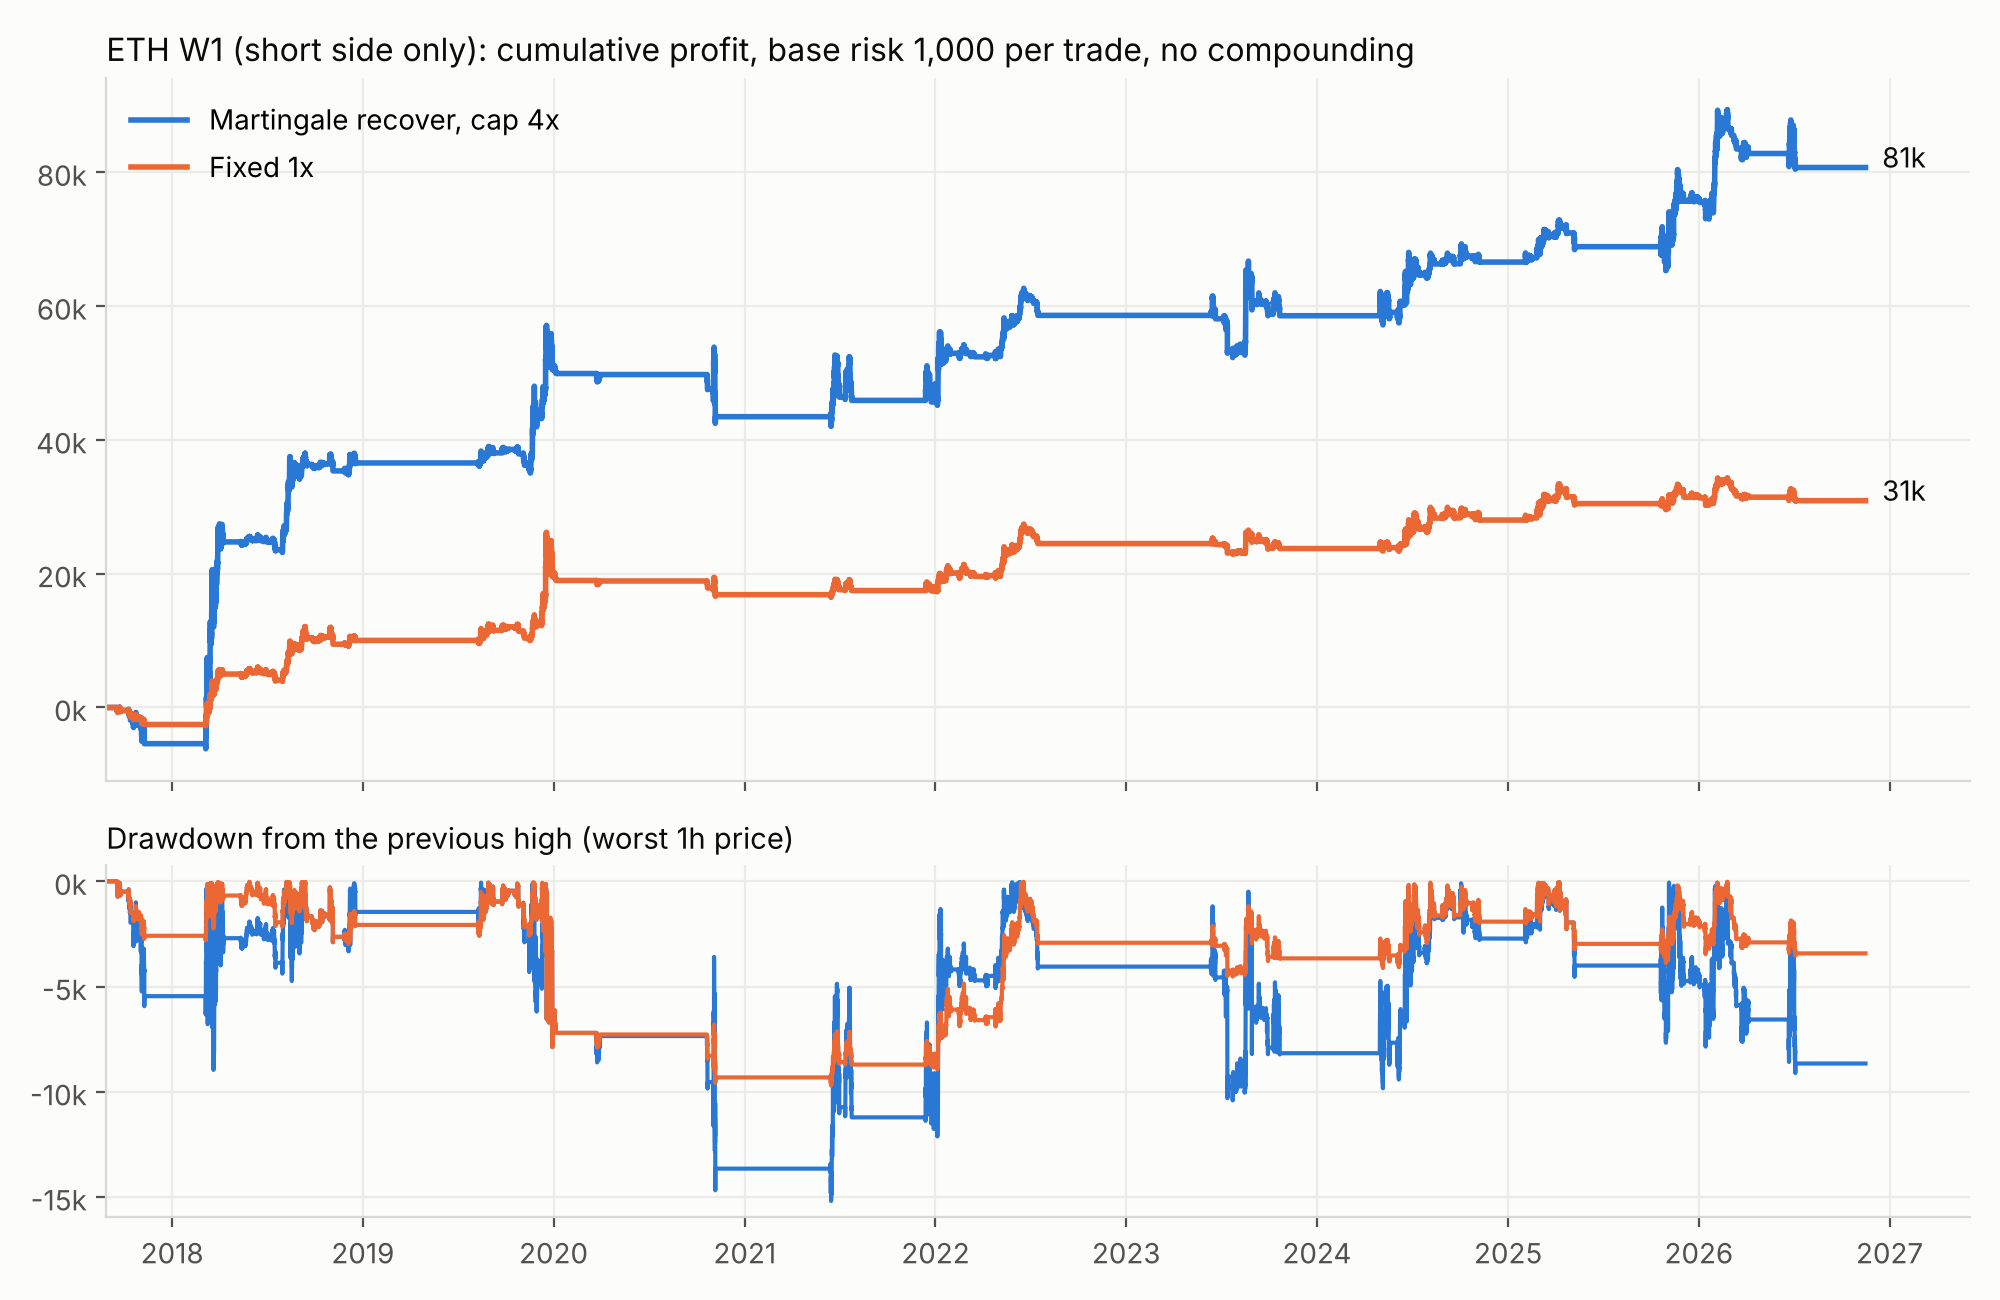 ETH W1 (short side only): cumulative profit, base risk 1,000 per trade, no compounding
Martingale recover, cap 4x
Fixed 1x
80k
60k
40k
20k
0k
81k
31k
Drawdown from the previous high (worst 1h price)
0k
-5k
-10k
-15k
2018 2019 2020 2021 2022 2023 2024 2025 2026 2027